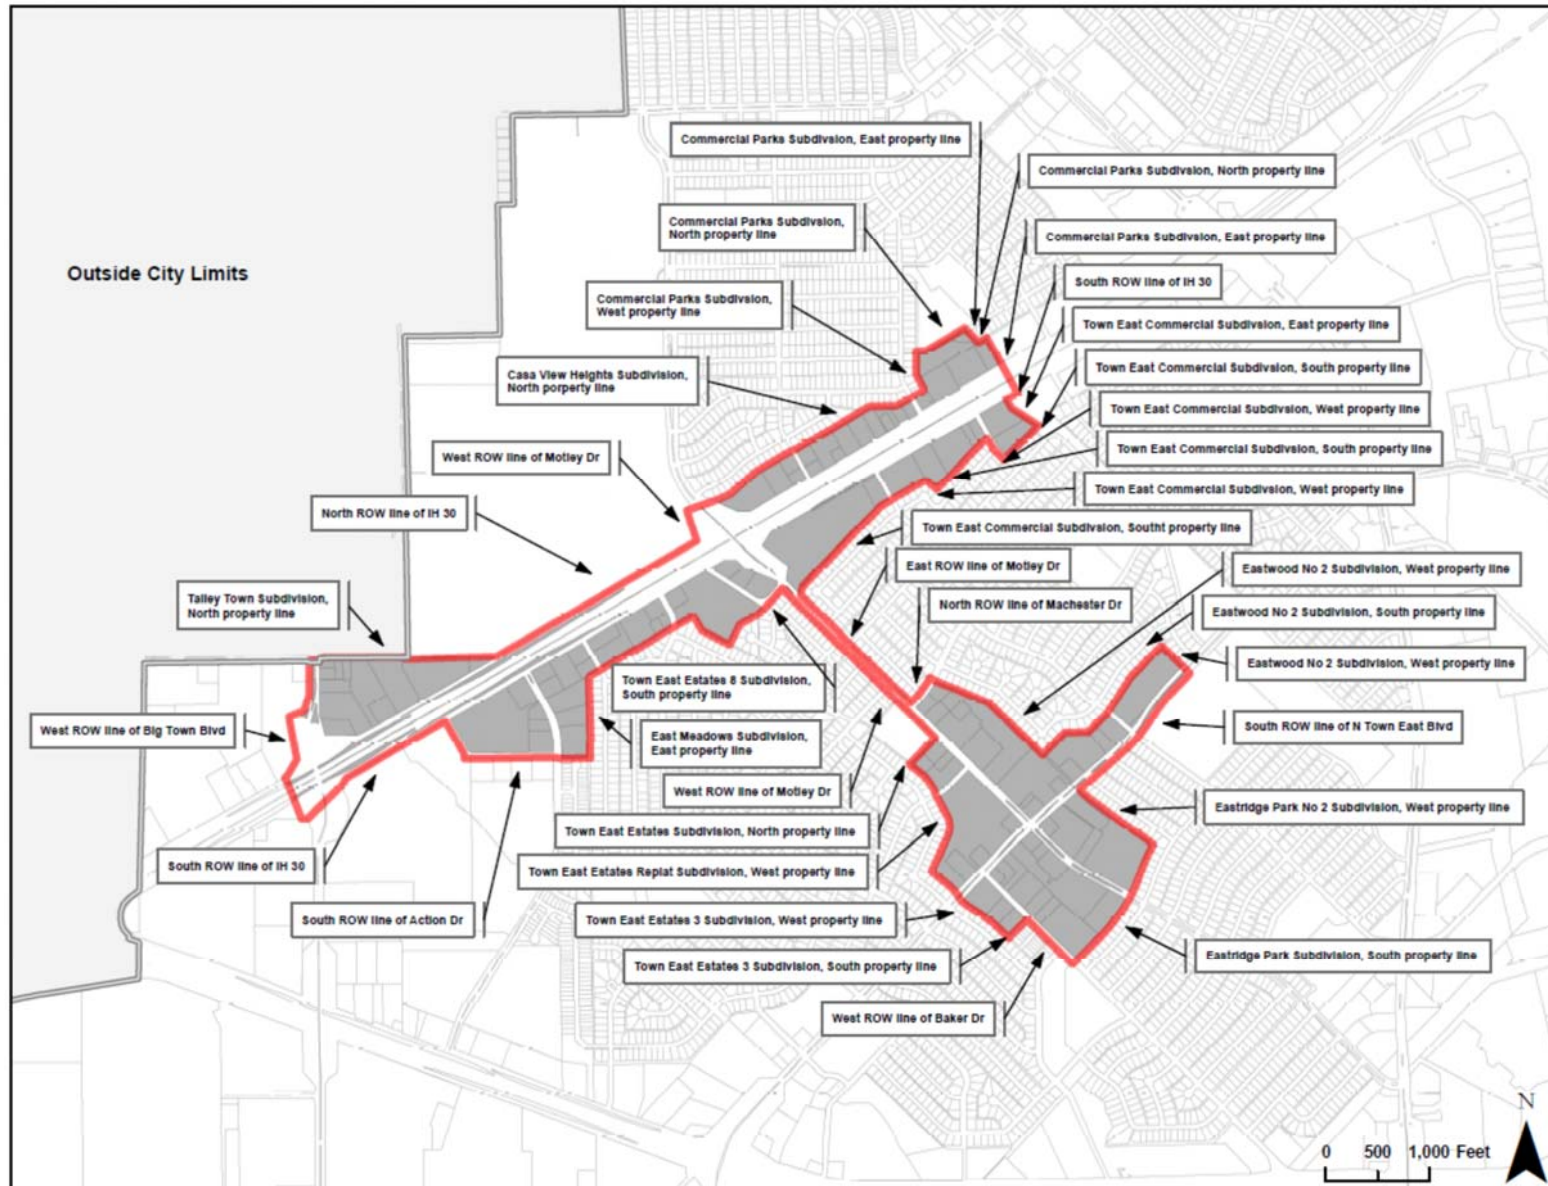 Commercial Parks Subdivsion, East property line
Commercial Parks Subdivsion, North property line
Commercial Parks Subdivsion,
North property line
Commercial Parks Subdivsion, East property line
Outside City Limits
South ROW line of IH 30
Commercial Parks Subdivsion,
West property line
Town East Commercial Subdivsion, East property line
Casa View Heights Subdivision,
North porperty line
Town East Commercial Subdivsion, South property line
Town East Commercial Subdivsion, West property line
West ROW line of Motley Dr
Town East Commercial Subdivsion, South property line
Town East Commercial Subdivsion, West property line
North ROW line of IH 30
Town East Commercial Subdivsion, Southt property line
East ROW line of Motley Dr
Eastwood No 2 Subdivision, West property line
Talley Town Subdivision,
North property line
North ROW line of Machester Dr
Eastwood No 2 Subdivision, South property line
Eastwood No 2 Subdivision, West property line
Town East Estates 8 Subdivision,
South property line
West ROW line of Big Town Blvd
East Meadows Subdivision,
East property line
South ROW line of N Town East Blvd
West ROW line of Motley Dr
Eastridge Park No 2 Subdivision, West property line
Town East Estates Subdivision, North property line
South ROW line of IH 30
Town East Estates Replat Subdivision, West property line
South ROW line of Action Dr
Town East Estates 3 Subdivision, West property line
Town East Estates 3 Subdivision, South property line
Eastridge Park Subdivision, South property line
West ROW line of Baker Dr
N
0 500 1,000 Feet